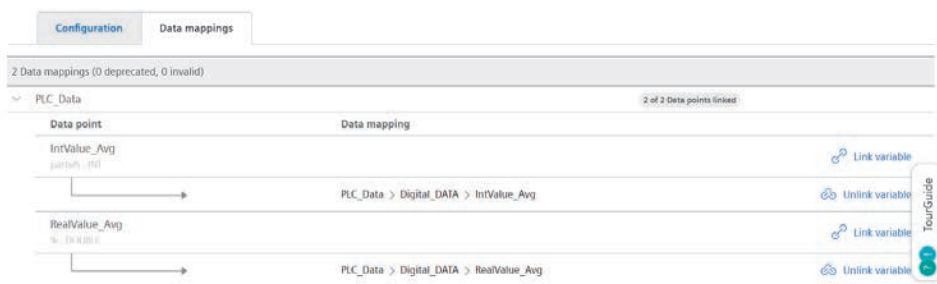 Configuration Data mappings
2 Data mappings (0 deprecated, 0 invalid)
PLC_Data 2 of 2 Data points linked
Data point Data mapping
IntValue_Avg
Link variable
PLC_Data > Digital_DATA > IntValue_Avg Unlink variable
RealValue_Avg
Link variable
PLC_Data > Digital_DATA > RealValue_Avg Unlink variable
TourGuide